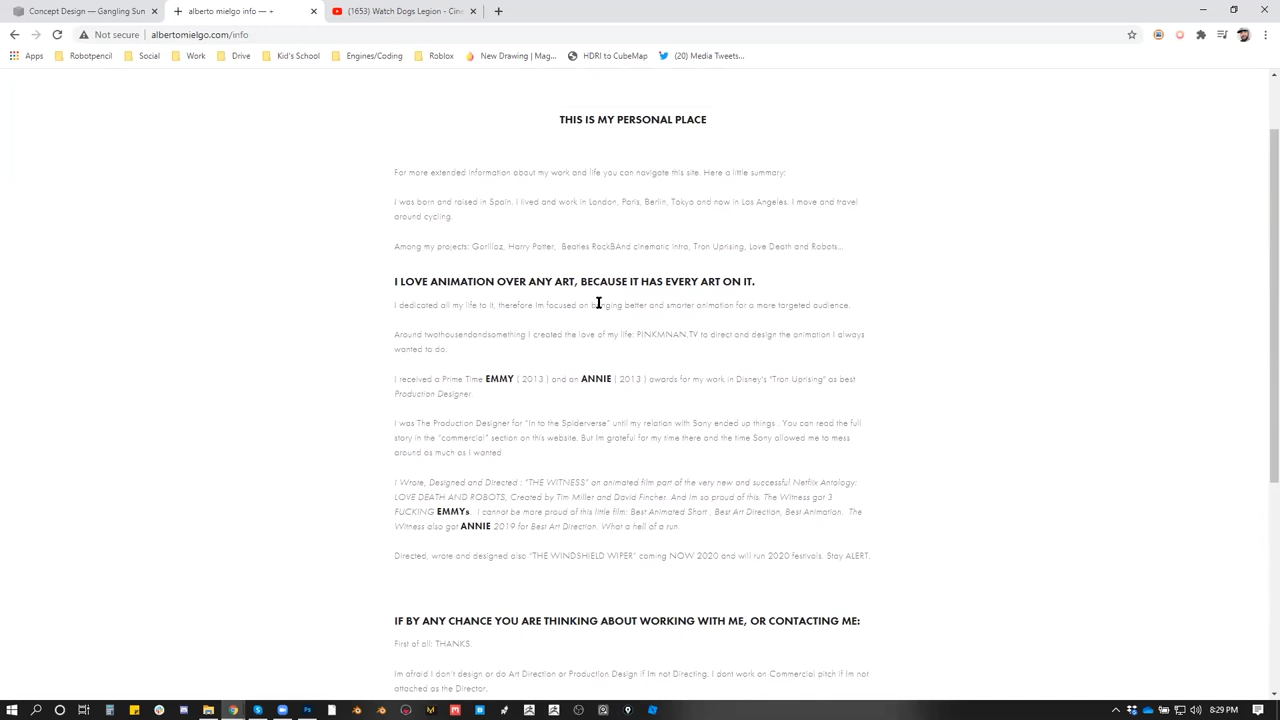 Concept Design — Gangling Sun
alberto mielgo info — +
(1653) Watch Dogs Legion - Cine
Not secure | albertomielgo.com/info
Apps Robotpencil Social Work Drive Kid's School Engines/Coding Roblox New Drawing | Mag... HDRI to CubeMap (20) Media Tweets...
THIS IS MY PERSONAL PLACE
For more extended information about my work and life you can navigate this site. Here a little summary:
I was born and raised in Spain. I lived and work in London, Paris, Berlin, Tokyo and now in Los Angeles. I move and travel
around cycling.
Among my projects: Gorillaz, Harry Potter, Beatles RockBAnd cinematic intro, Tron Uprising, Love Death and Robots...
I LOVE ANIMATION OVER ANY ART, BECAUSE IT HAS EVERY ART ON IT.
I dedicated all my life to it, therefore Im focused on bringing better and smarter animation for a more targeted audience.
Around twothousendandsomething I created the love of my life: PINKMNAN.TV to direct and design the animation I always
wanted to do.
I received a Prime Time EMMY ( 2013 ) and an ANNIE ( 2013 ) awards for my work in Disney's "Tron Uprising" as best
Production Designer.
I was The Production Designer for "In to the Spiderverse" until my relation with Sony ended up things . You can read the full
story in the "commercial" section on this website. But Im grateful for my time there and the time Sony allowed me to mess
around as much as I wanted.
I Wrote, Designed and Directed : "THE WITNESS" an animated film part of the very new and successful Netflix Antology:
LOVE DEATH AND ROBOTS, Created by Tim Miller and David Fincher. And Im so proud of this. The Witness got 3
FUCKING EMMYs. I cannot be more proud of this little film: Best Animated Short , Best Art Direction, Best Animation. The
Witness also got ANNIE 2019 for Best Art Direction. What a hell of a run.
Directed, wrote and designed also "THE WINDSHIELD WIPER" coming NOW 2020 and will run 2020 festivals. Stay ALERT.
IF BY ANY CHANCE YOU ARE THINKING ABOUT WORKING WITH ME, OR CONTACTING ME:
First of all: THANKS.
Im afraid I don't design or do Art Direction or Production Design if Im not Directing. I dont work on Commercial pitch if Im not
attached as the Director.
8:29 PM